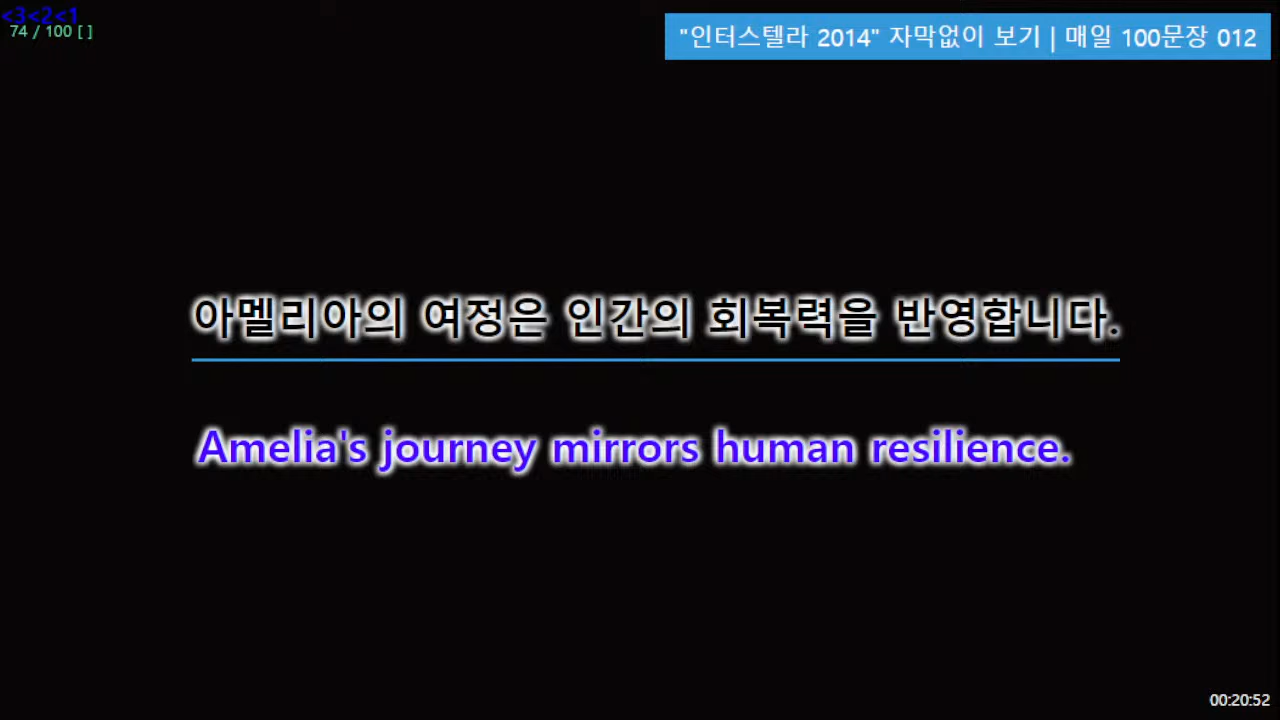 <3<2<1
74 / 100 [ ]
"인터스텔라 2014" 자막없이 보기 | 매일 100문장 012
아멜리아의 여정은 인간의 회복력을 반영합니다.
Amelia's journey mirrors human resilience.
00:20:52